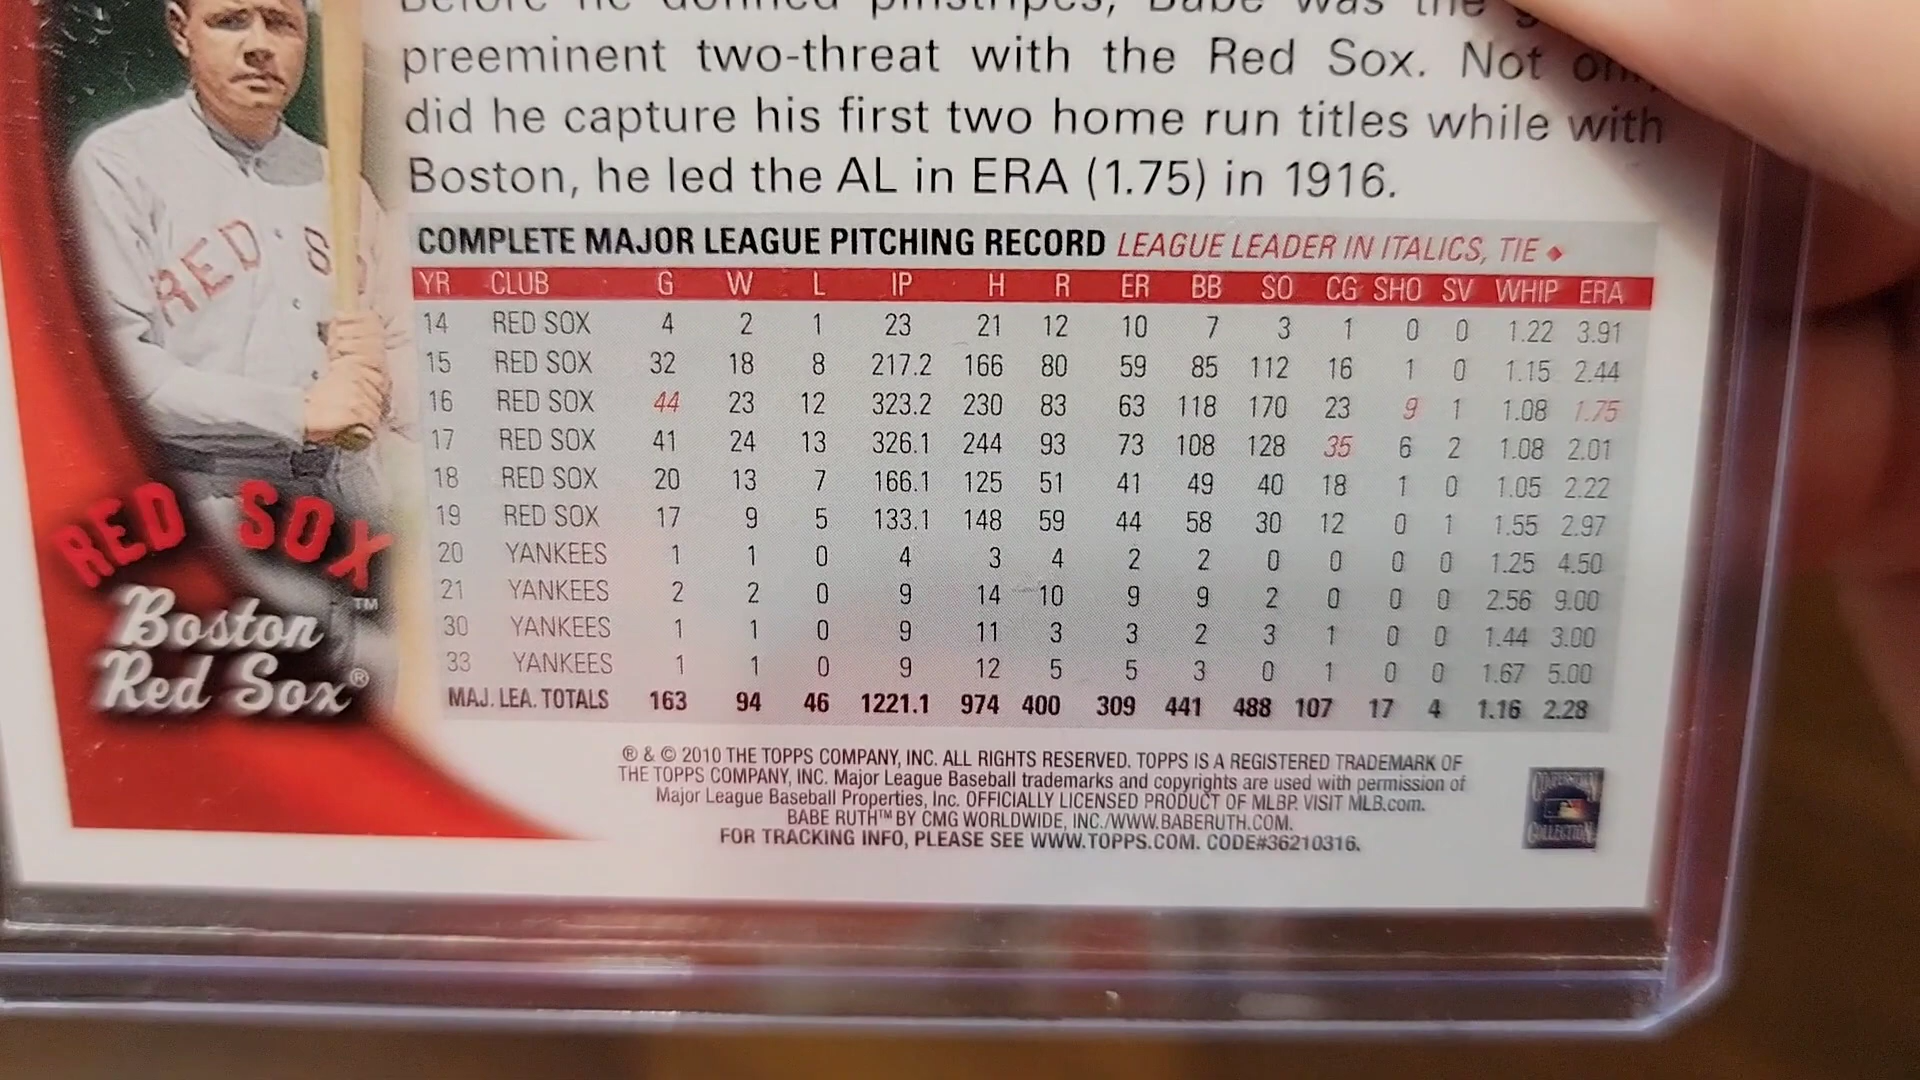 Before he donned pinstripes, Babe was the
preeminent two-threat with the Red Sox. Not
did he capture his first two home run titles while with
Boston, he led the AL in ERA (1.75) in 1916.
COMPLETE MAJOR LEAGUE PITCHING RECORD LEAGUE LEADER IN ITALICS, TIE ♦
YR CLUB G W L IP H R ER BB SO CG SHO SV WHIP ERA
14 RED SOX 4 2 1 23 21 12 10 7 3 1 0 0 1.22 3.91
15 RED SOX 32 18 8 217.2 166 80 59 85 112 16 1 0 1.15 2.44
16 RED SOX 44 23 12 323.2 230 83 63 118 170 23 9 1 1.08 1.75
17 RED SOX 41 24 13 326.1 244 93 73 108 128 35 6 2 1.08 2.01
18 RED SOX 20 13 7 166.1 125 51 41 49 40 18 1 0 1.05 2.22
19 RED SOX 17 9 5 133.1 148 59 44 58 30 12 0 1 1.55 2.97
20 YANKEES 1 1 0 4 3 4 2 2 0 0 0 0 1.25 4.50
21 YANKEES 2 2 0 9 14 10 9 9 2 0 0 0 2.56 9.00
30 YANKEES 1 1 0 9 11 3 3 2 3 1 0 0 1.44 3.00
33 YANKEES 1 1 0 9 12 5 5 3 0 1 0 0 1.67 5.00
MAJ. LEA. TOTALS 163 94 46 1221.1 974 400 309 441 488 107 17 4 1.16 2.28
® & © 2010 THE TOPPS COMPANY, INC. ALL RIGHTS RESERVED. TOPPS IS A REGISTERED TRADEMARK OF
THE TOPPS COMPANY, INC. Major League Baseball trademarks and copyrights are used with permission of
Major League Baseball Properties, Inc. OFFICIALLY LICENSED PRODUCT OF MLBP. VISIT MLB.com.
BABE RUTH™ BY CMG WORLDWIDE, INC./WWW.BABERUTH.COM.
FOR TRACKING INFO, PLEASE SEE WWW.TOPPS.COM. CODE#36210316.
RED S
RED SOX™
Boston
Red Sox®
COOPERSTOWN
COLLECTION